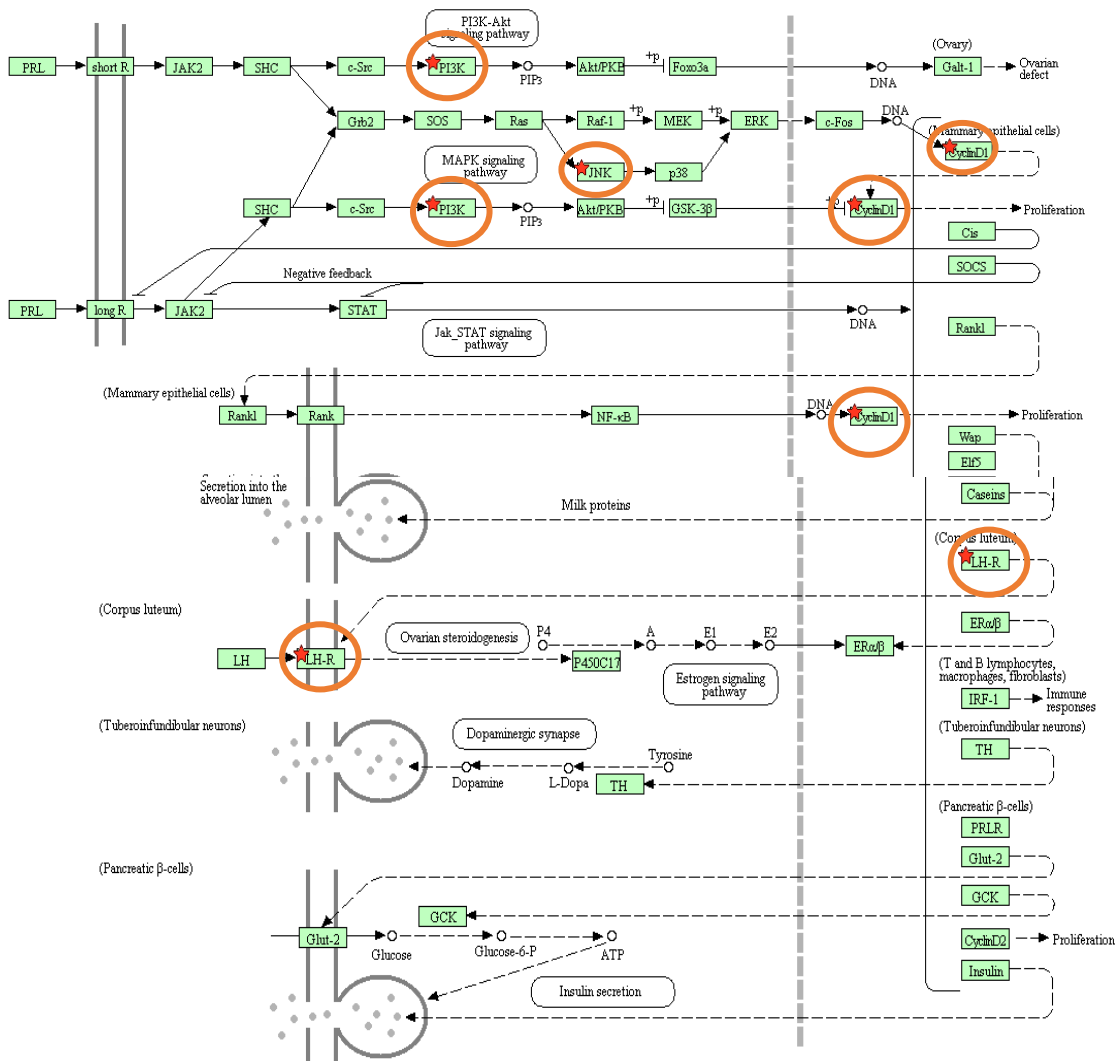 PI3K-Akt
signaling pathway
(Ovary)
PRL
short R
JAK2
SHC
c-Src
PI3K
PIP3
Akt/PKB
+p
Foxo3a
DNA
Galt-1
Ovarian
defect
Grb2
SOS
Ras
+p
Raf-1
+p
MEK
ERK
c-Fos
DNA
(Mammary epithelial cells)
CyclinD1
MAPK signaling
pathway
JNK
p38
SHC
c-Src
PI3K
PIP3
Akt/PKB
+p
GSK-3β
+p
CyclinD1
Proliferation
Cis
SOCS
Negative feedback
PRL
long R
JAK2
STAT
DNA
Jak_STAT signaling
pathway
Rankl
(Mammary epithelial cells)
Rankl
Rank
NF-κB
DNA
CyclinD1
Proliferation
Wap
Elf5
Secretion into the
alveolar lumen
Milk proteins
Caseins
(Corpus luteum)
LH-R
(Corpus luteum)
LH
LH-R
Ovarian steroidogenesis
P450C17
P4
A
E1
E2
Estrogen signaling
pathway
ERα/β
ERα/β
(T and B lymphocytes,
macrophages, fibroblasts)
IRF-1
Immune
responses
(Tuberoinfundibular neurons)
(Tuberoinfundibular neurons)
Dopaminergic synapse
Dopamine
L-Dopa
Tyrosine
TH
TH
(Pancreatic β-cells)
PRLR
Glut-2
GCK
CyclinD2
Proliferation
Insulin
(Pancreatic β-cells)
GCK
Glut-2
Glucose
Glucose-6-P
ATP
Insulin secretion